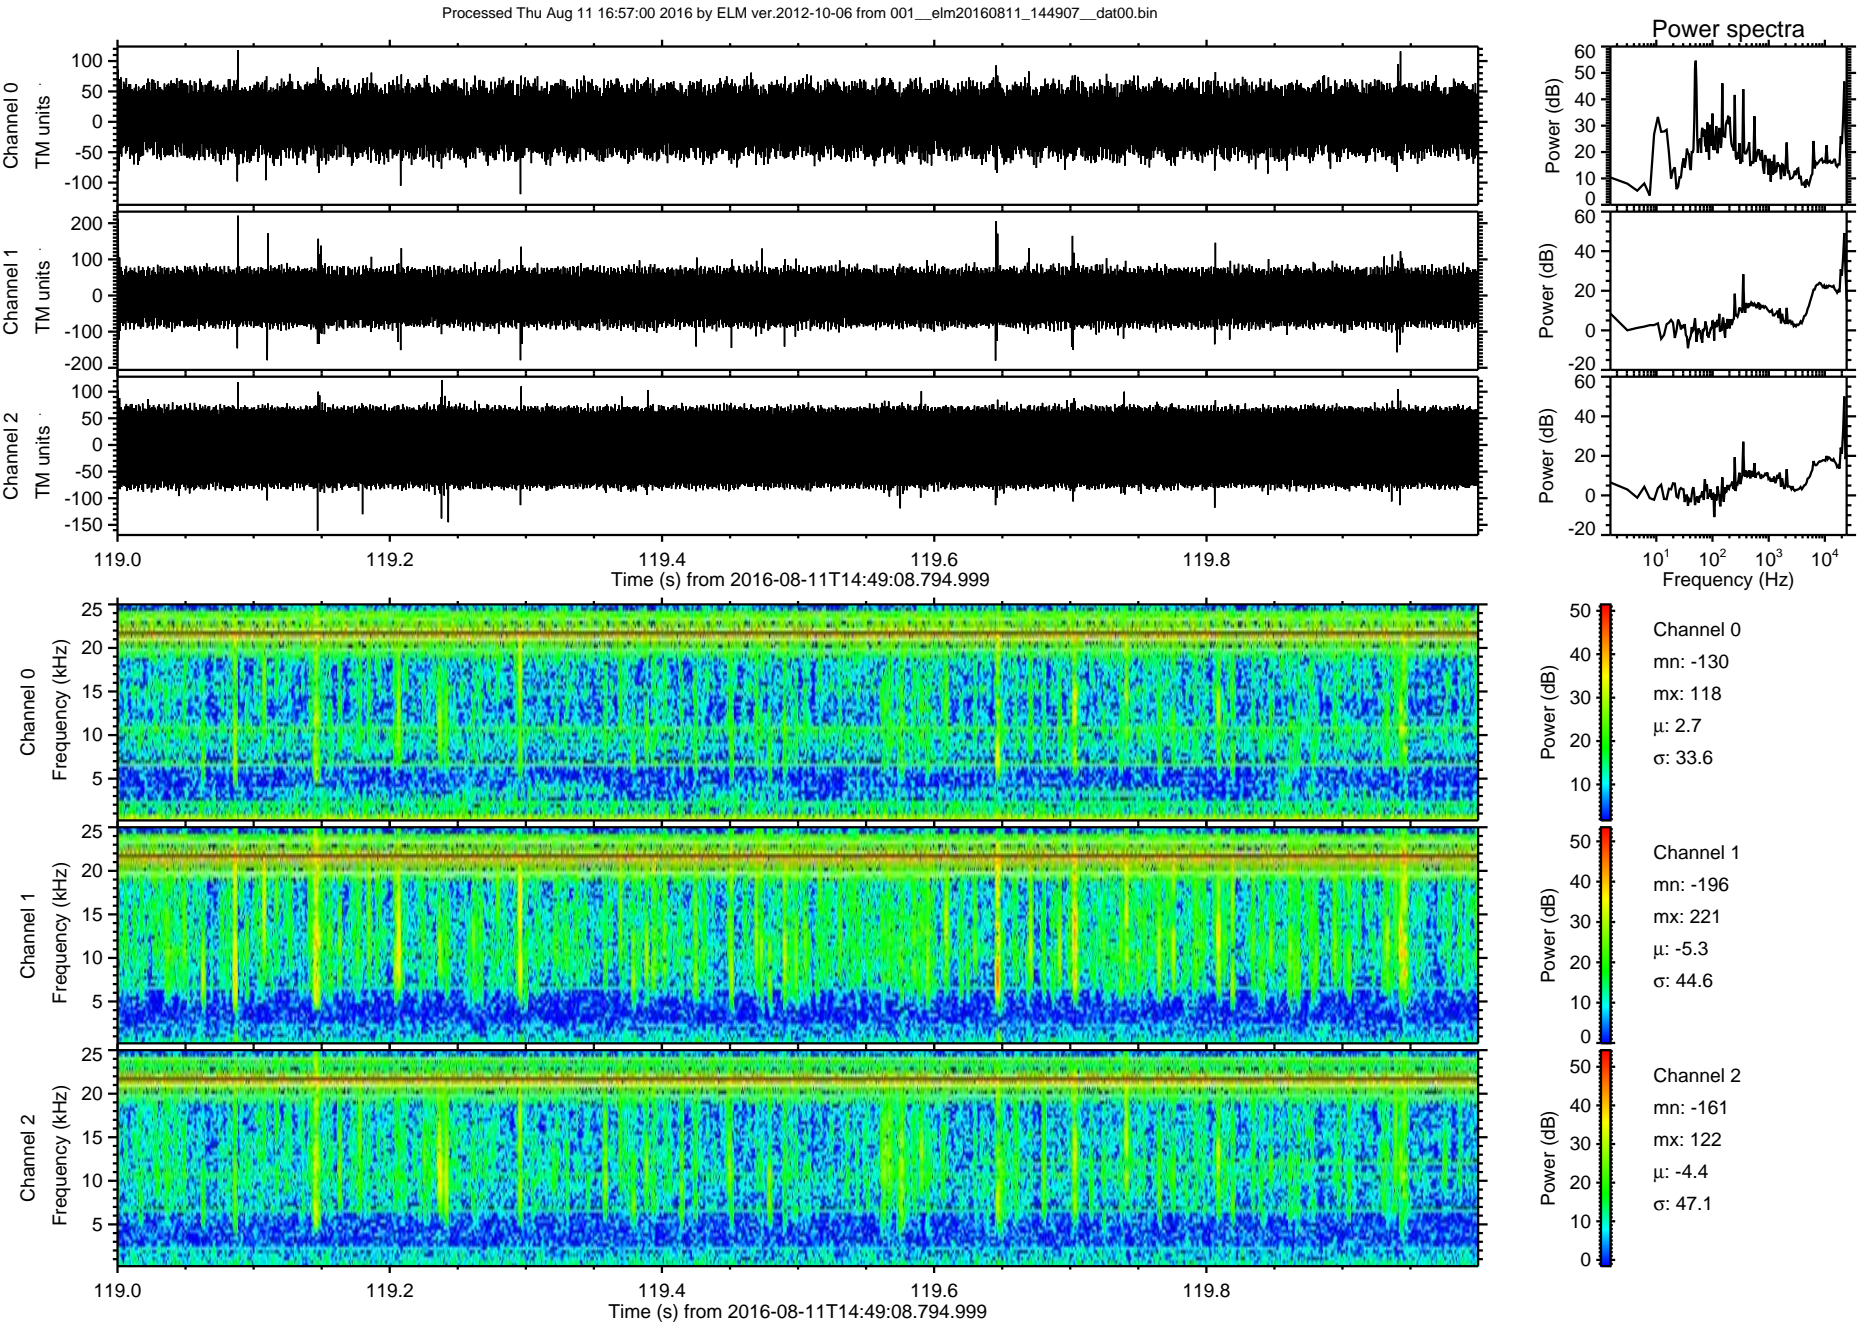 Processed Thu Aug 11 16:57:00 2016 by ELM ver.2012-10-06 from 001__elm20160811_144907__dat00.bin
Power spectra
Channel 0
TM units
100
50
0
-50
-100
Power (dB)
60
50
40
30
20
10
0
Channel 1
TM units
200
100
0
-100
-200
Power (dB)
60
40
20
0
-20
Channel 2
TM units
100
50
0
-50
-100
-150
Power (dB)
60
40
20
0
-20
119.0 119.2 119.4 119.6 119.8
Time (s) from 2016-08-11T14:49:08.794.999
10¹ 10² 10³ 10⁴
Frequency (Hz)
Channel 0
Frequency (kHz)
25
20
15
10
5
Power (dB)
50
40
30
20
10
Channel 0
mn: -130
mx: 118
μ: 2.7
σ: 33.6
Channel 1
Frequency (kHz)
25
20
15
10
5
Power (dB)
50
40
30
20
10
0
Channel 1
mn: -196
mx: 221
μ: -5.3
σ: 44.6
Channel 2
Frequency (kHz)
25
20
15
10
5
Power (dB)
50
40
30
20
10
0
Channel 2
mn: -161
mx: 122
μ: -4.4
σ: 47.1
119.0 119.2 119.4 119.6 119.8
Time (s) from 2016-08-11T14:49:08.794.999